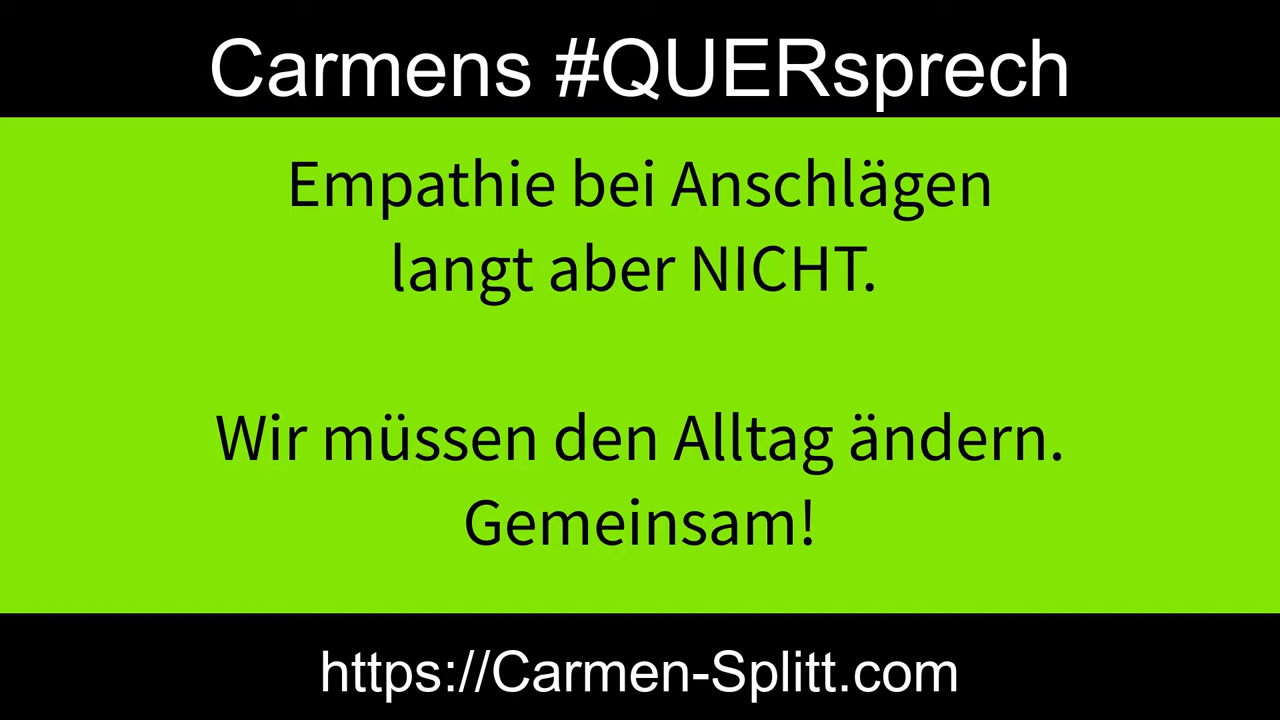 Carmens #QUERsprech
Empathie bei Anschlägen
langt aber NICHT.
Wir müssen den Alltag ändern.
Gemeinsam!
https://Carmen-Splitt.com